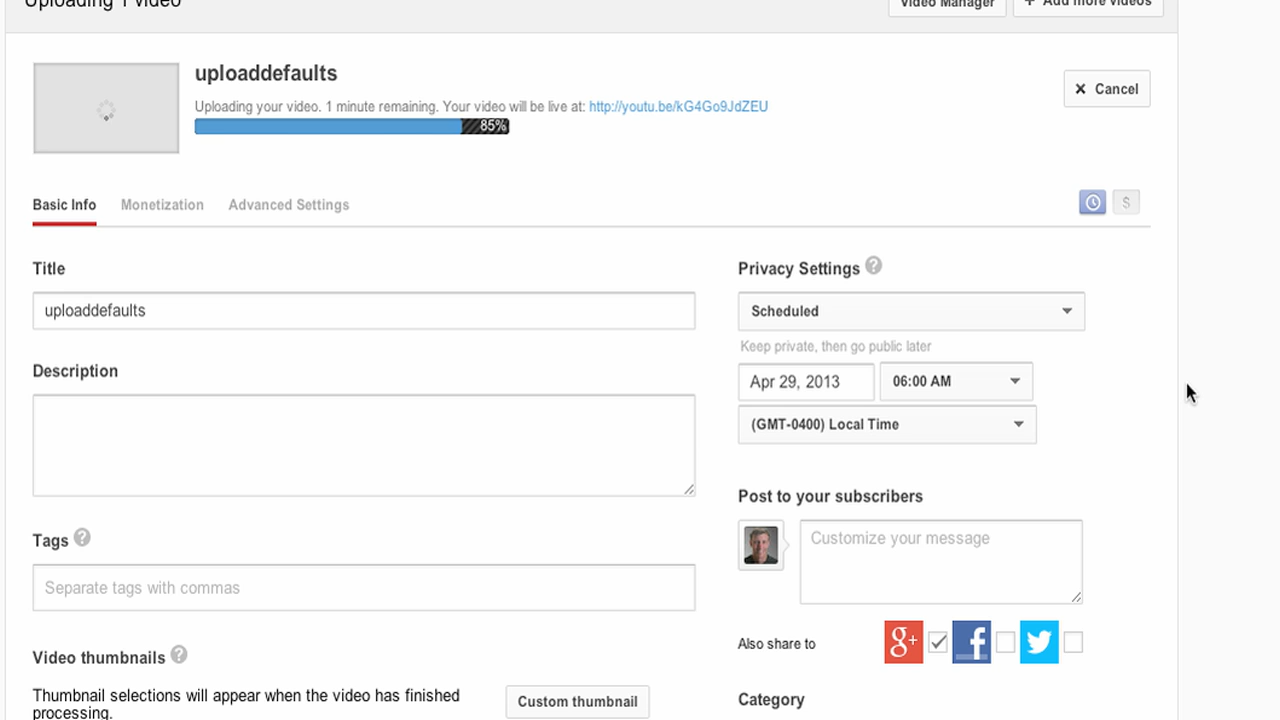 Uploading 1 video
Video Manager
+ Add more videos
uploaddefaults
Uploading your video. 1 minute remaining. Your video will be live at: http://youtu.be/kG4Go9JdZEU
85%
× Cancel
Basic Info
Monetization
Advanced Settings
$
Title
uploaddefaults
Description
Tags ?
Separate tags with commas
Video thumbnails ?
Thumbnail selections will appear when the video has finished
processing.
Custom thumbnail
Privacy Settings ?
Scheduled
Keep private, then go public later
Apr 29, 2013
06:00 AM
(GMT-0400) Local Time
Post to your subscribers
Customize your message
Also share to
g+
f
Category